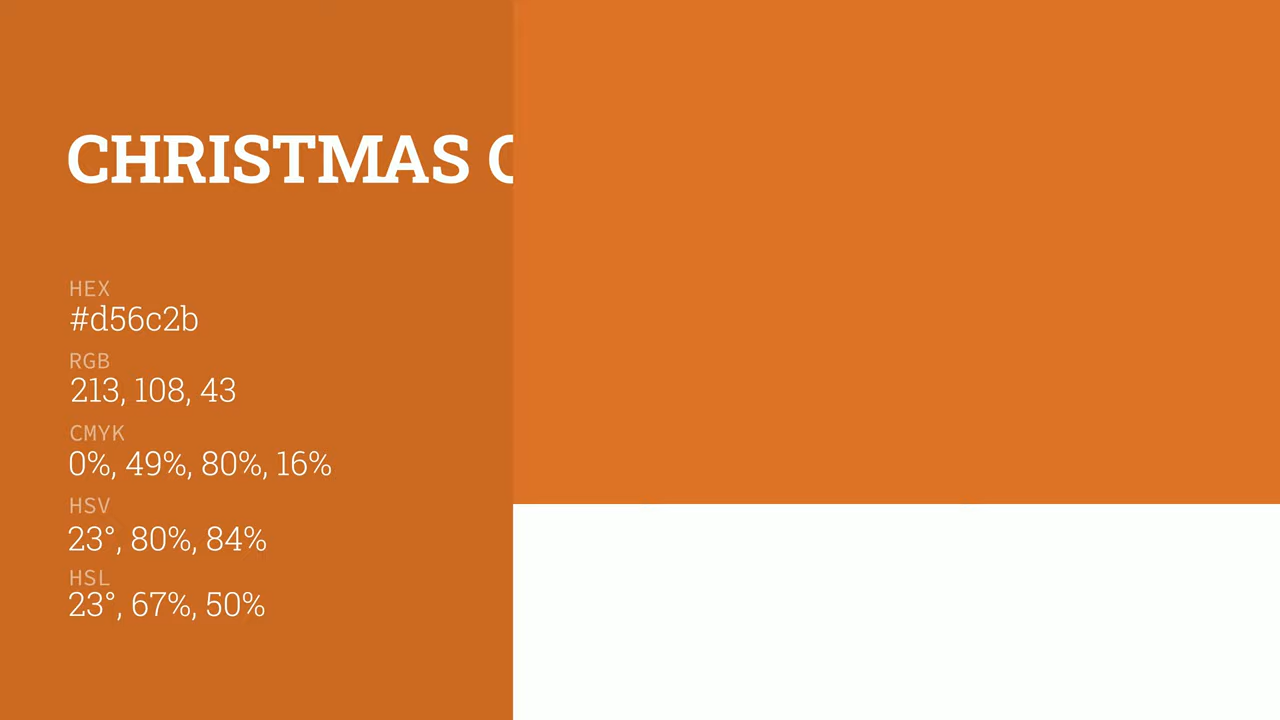 CHRISTMAS
HEX
#d56c2b
RGB
213, 108, 43
CMYK
0%, 49%, 80%, 16%
HSV
23°, 80%, 84%
HSL
23°, 67%, 50%